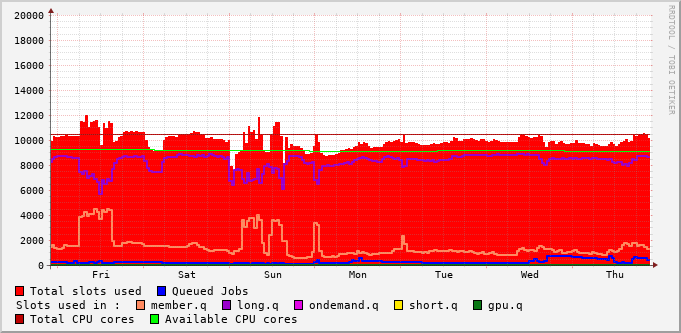 20000
18000
16000
14000
12000
10000
8000
6000
4000
2000
0
Fri Sat Sun Mon Tue Wed Thu
RRDTOOL / TOBI OETIKER
Total slots used Queued Jobs
Slots used in : member.q long.q ondemand.q short.q gpu.q
Total CPU cores Available CPU cores